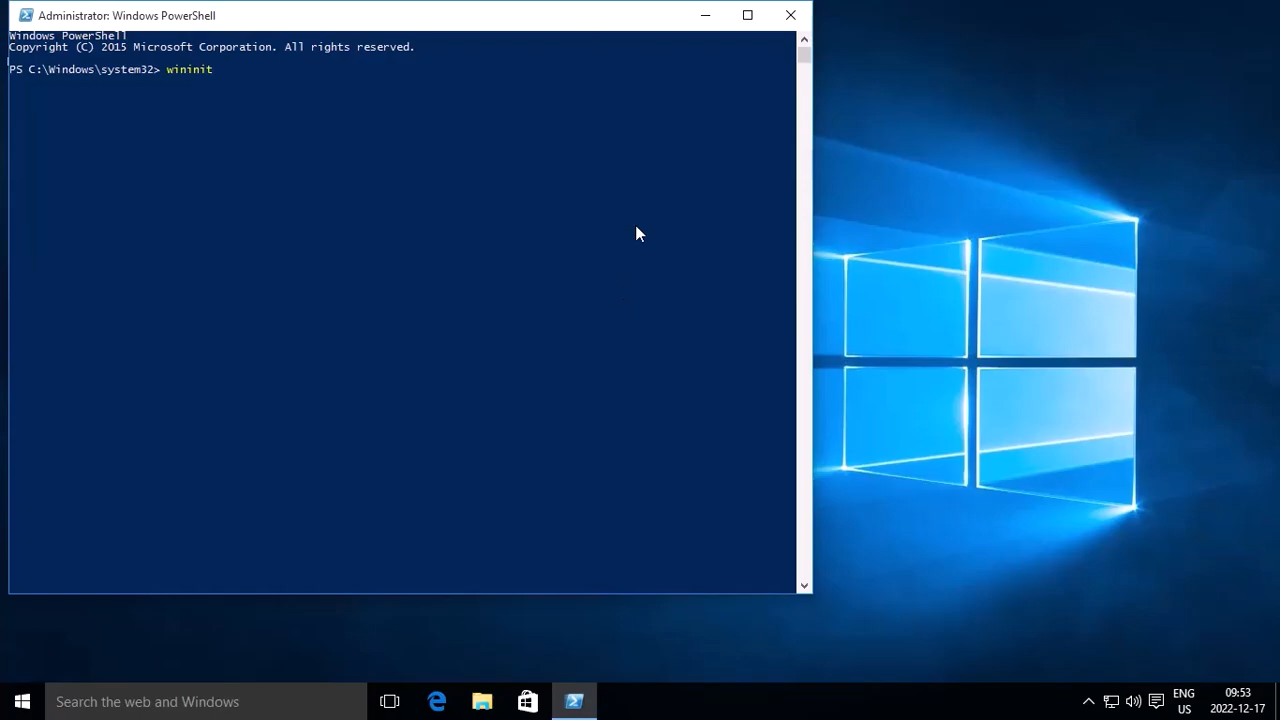 Administrator: Windows PowerShell
Windows PowerShell
Copyright (C) 2015 Microsoft Corporation. All rights reserved.
PS C:\Windows\system32> wininit
Search the web and Windows
ENG
US
09:53
2022-12-17